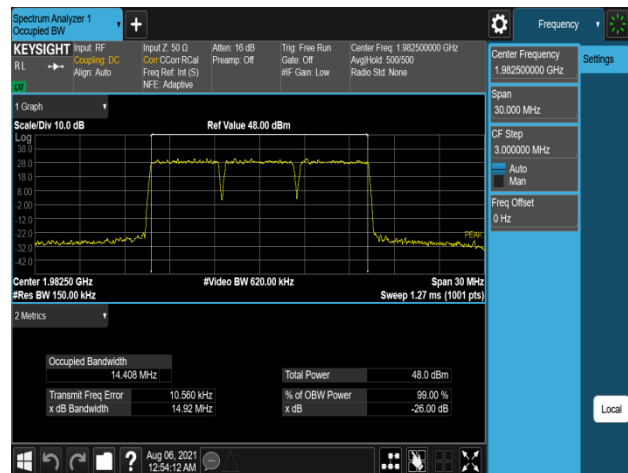 Spectrum Analyzer 1
Occupied BW
+
Frequency
KEYSIGHT
Input: RF
Coupling: DC
Align: Auto
RL
Input Z: 50 Ω
Corr CCorr RCal
Freq Ref: Int (S)
NFE: Adaptive
Atten: 16 dB
Preamp: Off
Trig: Free Run
Gate: Off
#IF Gain: Low
Center Freq: 1.982500000 GHz
Avg|Hold: 500/500
Radio Std: None
LXI
1 Graph
Scale/Div 10.0 dB
Ref Value 48.00 dBm
Log
38.0
28.0
18.0
8.00
-2.00
-12.0
-22.0
-32.0
-42.0
PEAK
Center 1.98250 GHz
#Video BW 620.00 kHz
Span 30 MHz
#Res BW 150.00 kHz
Sweep 1.27 ms (1001 pts)
2 Metrics
Occupied Bandwidth
14.408 MHz
Total Power
48.0 dBm
Transmit Freq Error
10.560 kHz
% of OBW Power
99.00 %
x dB Bandwidth
14.92 MHz
x dB
-26.00 dB
Center Frequency
1.982500000 GHz
Settings
Span
30.000 MHz
CF Step
3.000000 MHz
Auto
Man
Freq Offset
0 Hz
Local
?
Aug 06, 2021
12:54:12 AM